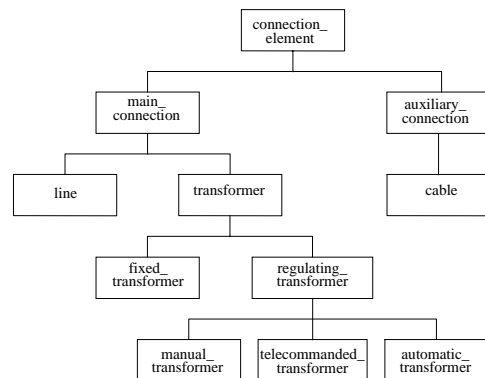 connection_
element
main_
connection
auxiliary_
connection
line
transformer
cable
fixed_
transformer
regulating_
transformer
manual_
transformer
telecommanded_
transformer
automatic_
transformer